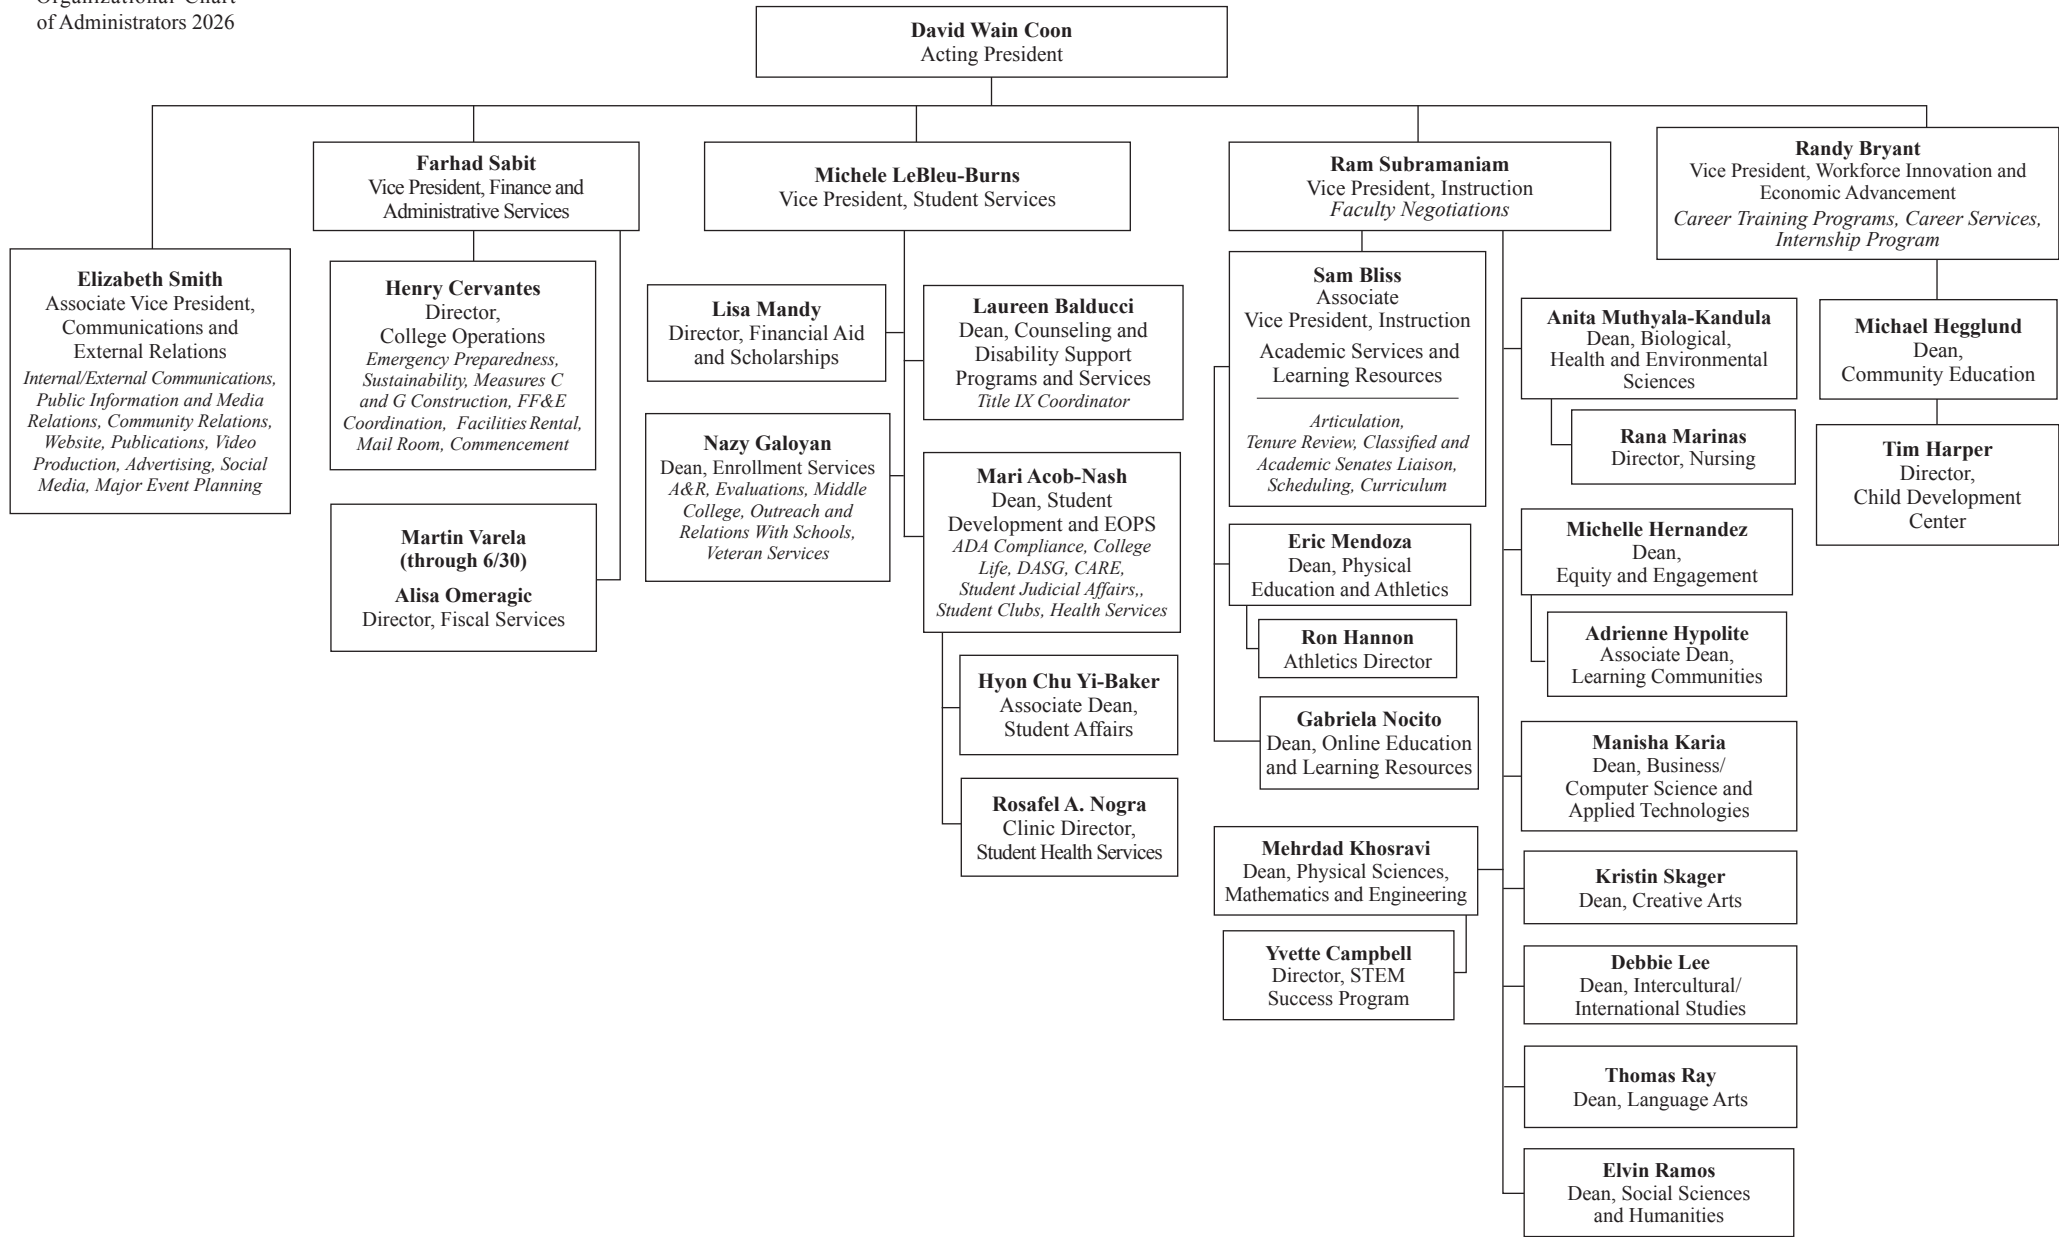 Organizational Chart
of Administrators 2026
David Wain Coon
Acting President
Farhad Sabit
Vice President, Finance and
Administrative Services
Michele LeBleu-Burns
Vice President, Student Services
Ram Subramaniam
Vice President, Instruction
Faculty Negotiations
Randy Bryant
Vice President, Workforce Innovation and
Economic Advancement
Career Training Programs, Career Services,
Internship Program
Elizabeth Smith
Associate Vice President,
Communications and
External Relations
Internal/External Communications,
Public Information and Media
Relations, Community Relations,
Website, Publications, Video
Production, Advertising, Social
Media, Major Event Planning
Henry Cervantes
Director,
College Operations
Emergency Preparedness,
Sustainability, Measures C
and G Construction, FF&E
Coordination, Facilities Rental,
Mail Room, Commencement
Martin Varela
(through 6/30)
Alisa Omeragic
Director, Fiscal Services
Lisa Mandy
Director, Financial Aid
and Scholarships
Nazy Galoyan
Dean, Enrollment Services
A&R, Evaluations, Middle
College, Outreach and
Relations With Schools,
Veteran Services
Laureen Balducci
Dean, Counseling and
Disability Support
Programs and Services
Title IX Coordinator
Mari Acob-Nash
Dean, Student
Development and EOPS
ADA Compliance, College
Life, DASG, CARE,
Student Judicial Affairs,,
Student Clubs, Health Services
Hyon Chu Yi-Baker
Associate Dean,
Student Affairs
Rosafel A. Nogra
Clinic Director,
Student Health Services
Sam Bliss
Associate
Vice President, Instruction
Academic Services and
Learning Resources
Articulation,
Tenure Review, Classified and
Academic Senates Liaison,
Scheduling, Curriculum
Eric Mendoza
Dean, Physical
Education and Athletics
Ron Hannon
Athletics Director
Gabriela Nocito
Dean, Online Education
and Learning Resources
Mehrdad Khosravi
Dean, Physical Sciences,
Mathematics and Engineering
Yvette Campbell
Director, STEM
Success Program
Anita Muthyala-Kandula
Dean, Biological,
Health and Environmental
Sciences
Rana Marinas
Director, Nursing
Michelle Hernandez
Dean,
Equity and Engagement
Adrienne Hypolite
Associate Dean,
Learning Communities
Manisha Karia
Dean, Business/
Computer Science and
Applied Technologies
Kristin Skager
Dean, Creative Arts
Debbie Lee
Dean, Intercultural/
International Studies
Thomas Ray
Dean, Language Arts
Elvin Ramos
Dean, Social Sciences
and Humanities
Michael Hegglund
Dean,
Community Education
Tim Harper
Director,
Child Development
Center